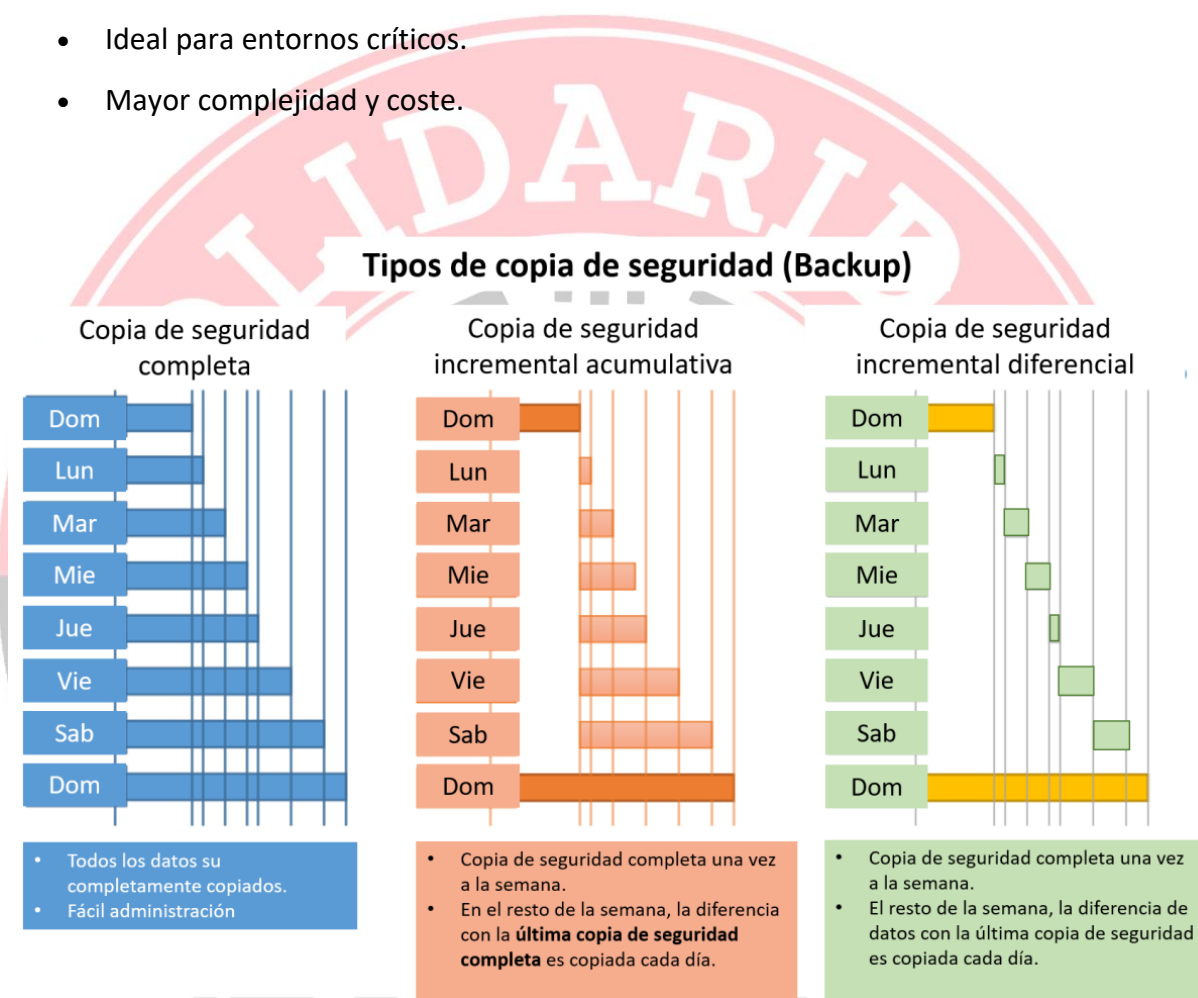 • Ideal para entornos críticos.
• Mayor complejidad y coste.
LIDARID
Tipos de copia de seguridad (Backup)
Copia de seguridad
completa
Dom
Lun
Mar
Mie
Jue
Vie
Sab
Dom
• Todos los datos su
completamente copiados.
• Fácil administración
Copia de seguridad
incremental acumulativa
Dom
Lun
Mar
Mie
Jue
Vie
Sab
Dom
• Copia de seguridad completa una vez
a la semana.
• En el resto de la semana, la diferencia
con la última copia de seguridad
completa es copiada cada día.
Copia de seguridad
incremental diferencial
Dom
Lun
Mar
Mie
Jue
Vie
Sab
Dom
• Copia de seguridad completa una vez
a la semana.
• El resto de la semana, la diferencia de
datos con la última copia de seguridad
es copiada cada día.